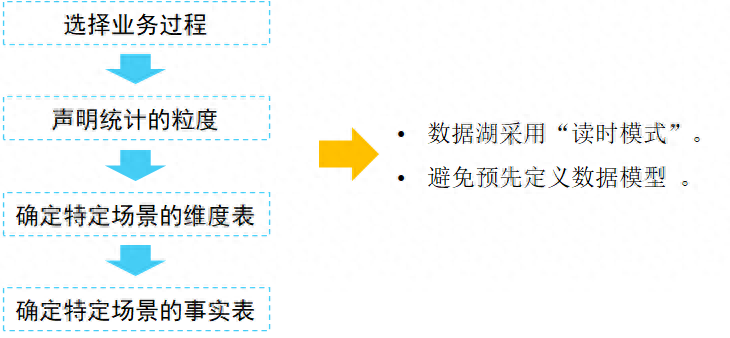 选择业务过程
声明统计的粒度
确定特定场景的维度表
确定特定场景的事实表
• 数据湖采用“读时模式”。
• 避免预先定义数据模型 。